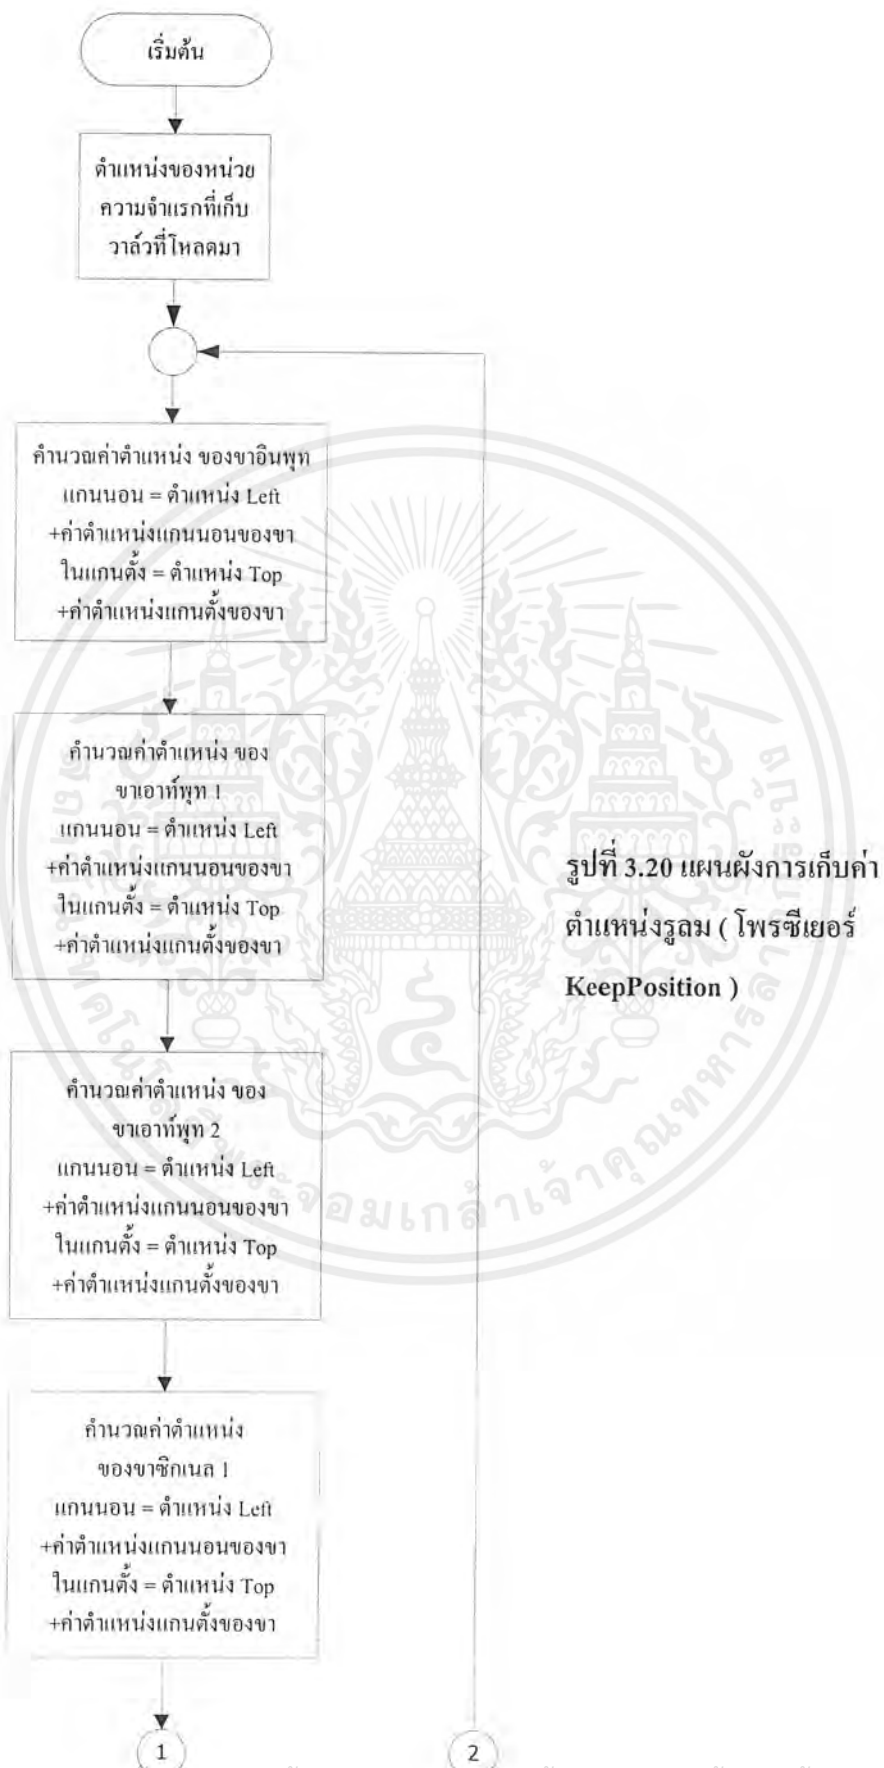 เริ่มต้น
ตำแหน่งของหน่วย
ความจำแรกที่เก็บ
วาล์วที่โหลดมา
คำนวณค่าตำแหน่ง ของขาอินพุท
แกนนอน = ตำแหน่ง Left
+ค่าตำแหน่งแกนนอนของขา
ในแกนตั้ง = ตำแหน่ง Top
+ค่าตำแหน่งแกนตั้งของขา
คำนวณค่าตำแหน่ง ของ
ขาเอาท์พุท 1
แกนนอน = ตำแหน่ง Left
+ค่าตำแหน่งแกนนอนของขา
ในแกนตั้ง = ตำแหน่ง Top
+ค่าตำแหน่งแกนตั้งของขา
รูปที่ 3.20 แผนผังการเก็บค่า
ตำแหน่งรูลม ( โพรซีเยอร์
KeepPosition )
คำนวณค่าตำแหน่ง ของ
ขาเอาท์พุท 2
แกนนอน = ตำแหน่ง Left
+ค่าตำแหน่งแกนนอนของขา
ในแกนตั้ง = ตำแหน่ง Top
+ค่าตำแหน่งแกนตั้งของขา
คำนวณค่าตำแหน่ง
ของขาซิกเนล 1
แกนนอน = ตำแหน่ง Left
+ค่าตำแหน่งแกนนอนของขา
ในแกนตั้ง = ตำแหน่ง Top
+ค่าตำแหน่งแกนตั้งของขา
1
2